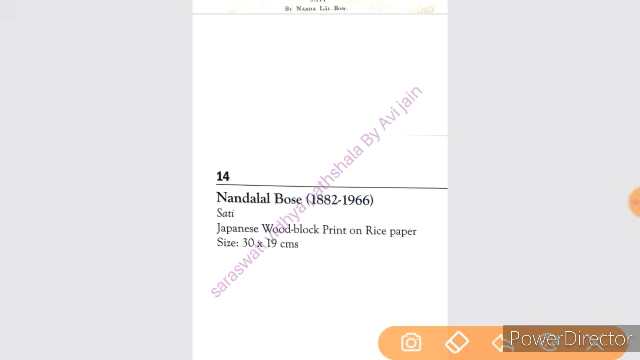 By Nanda Lál Bose.
14
Nandalal Bose (1882-1966)
Sati
Japanese Wood-block Print on Rice paper
Size: 30 x 19 cms
saraswati vidhya pathshala By Avi jain
PowerDirector